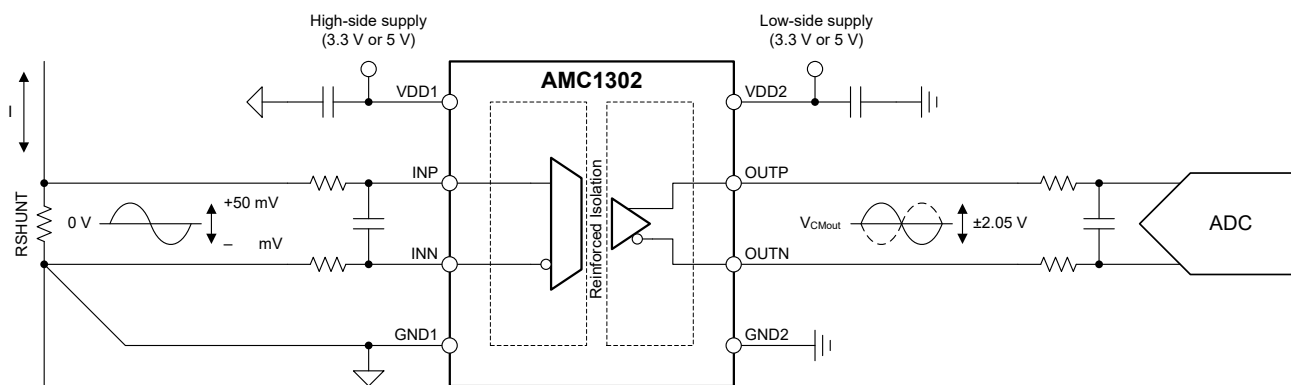 High-side supply
(3.3 V or 5 V)
Low-side supply
(3.3 V or 5 V)
AMC1302
VDD1
VDD2
I
INP
OUTP
RSHUNT
0 V
+50 mV
– mV
Reinforced Isolation
VCMout
±2.05 V
ADC
INN
OUTN
GND1
GND2